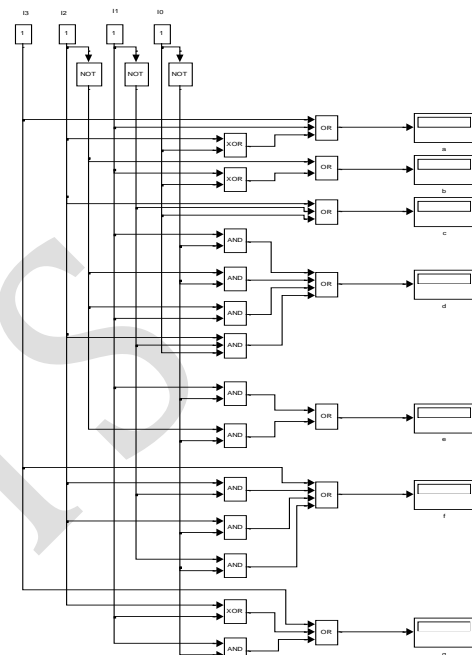 I3 I2 I1 I0
1 1 1 1
NOT NOT NOT
OR
a
XOR
OR
b
XOR
OR
c
AND
AND
OR
d
AND
AND
AND
OR
e
AND
AND
OR
f
AND
AND
XOR
OR
AND